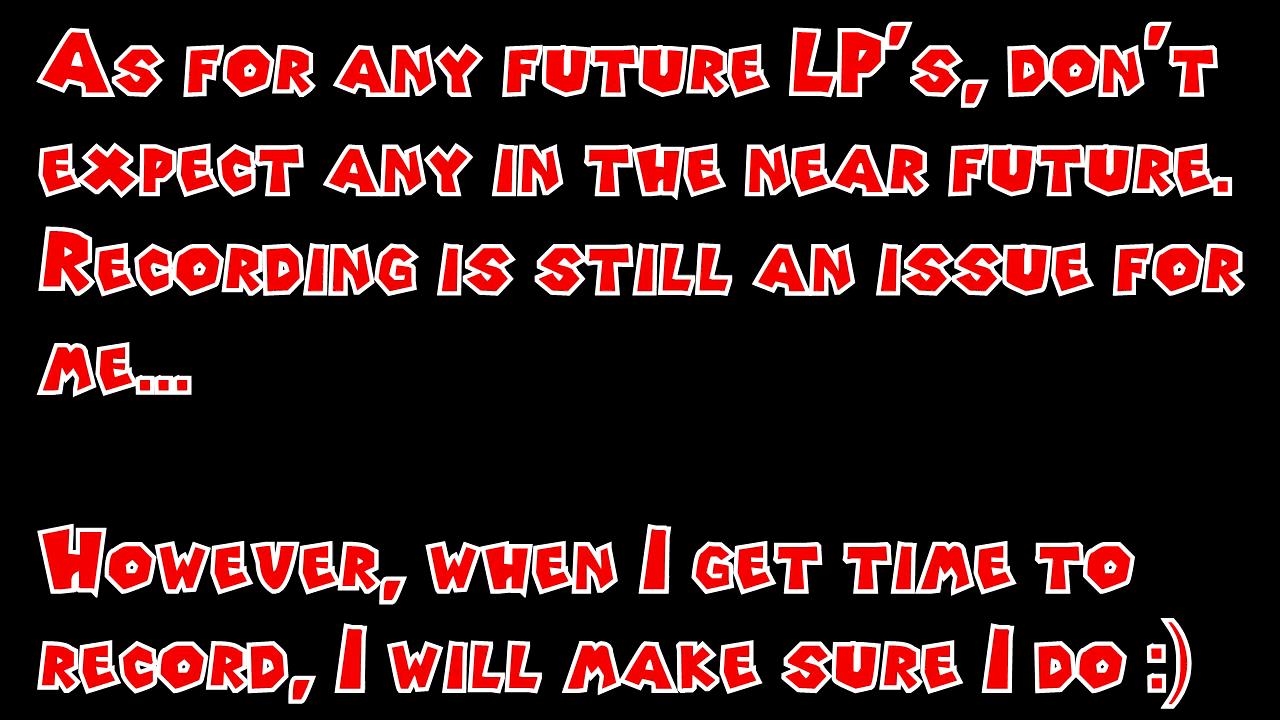 As for any future LP's, don't
expect any in the near future.
Recording is still an issue for
me...
However, when I get time to
record, I will make sure I do :)